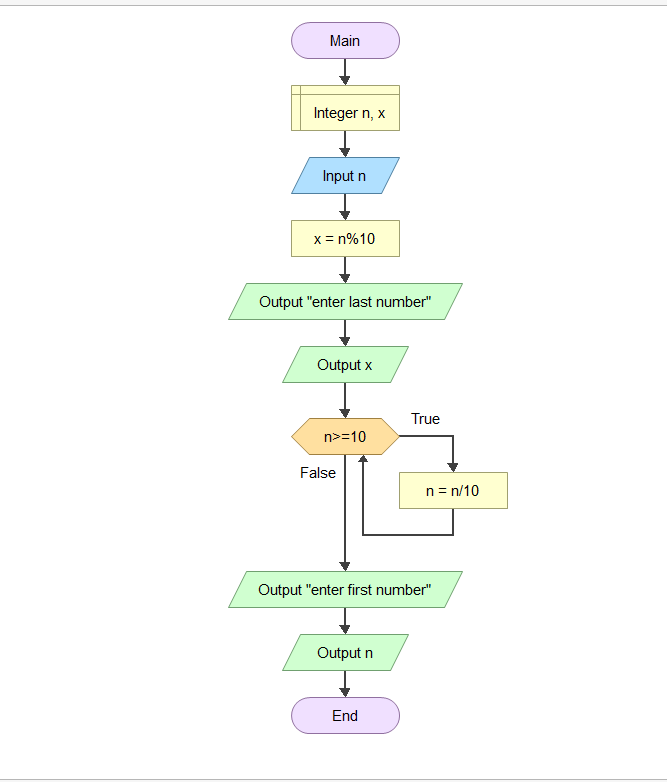 Main
Integer n, x
Input n
x = n%10
Output "enter last number"
Output x
n>=10
True
False
n = n/10
Output "enter first number"
Output n
End